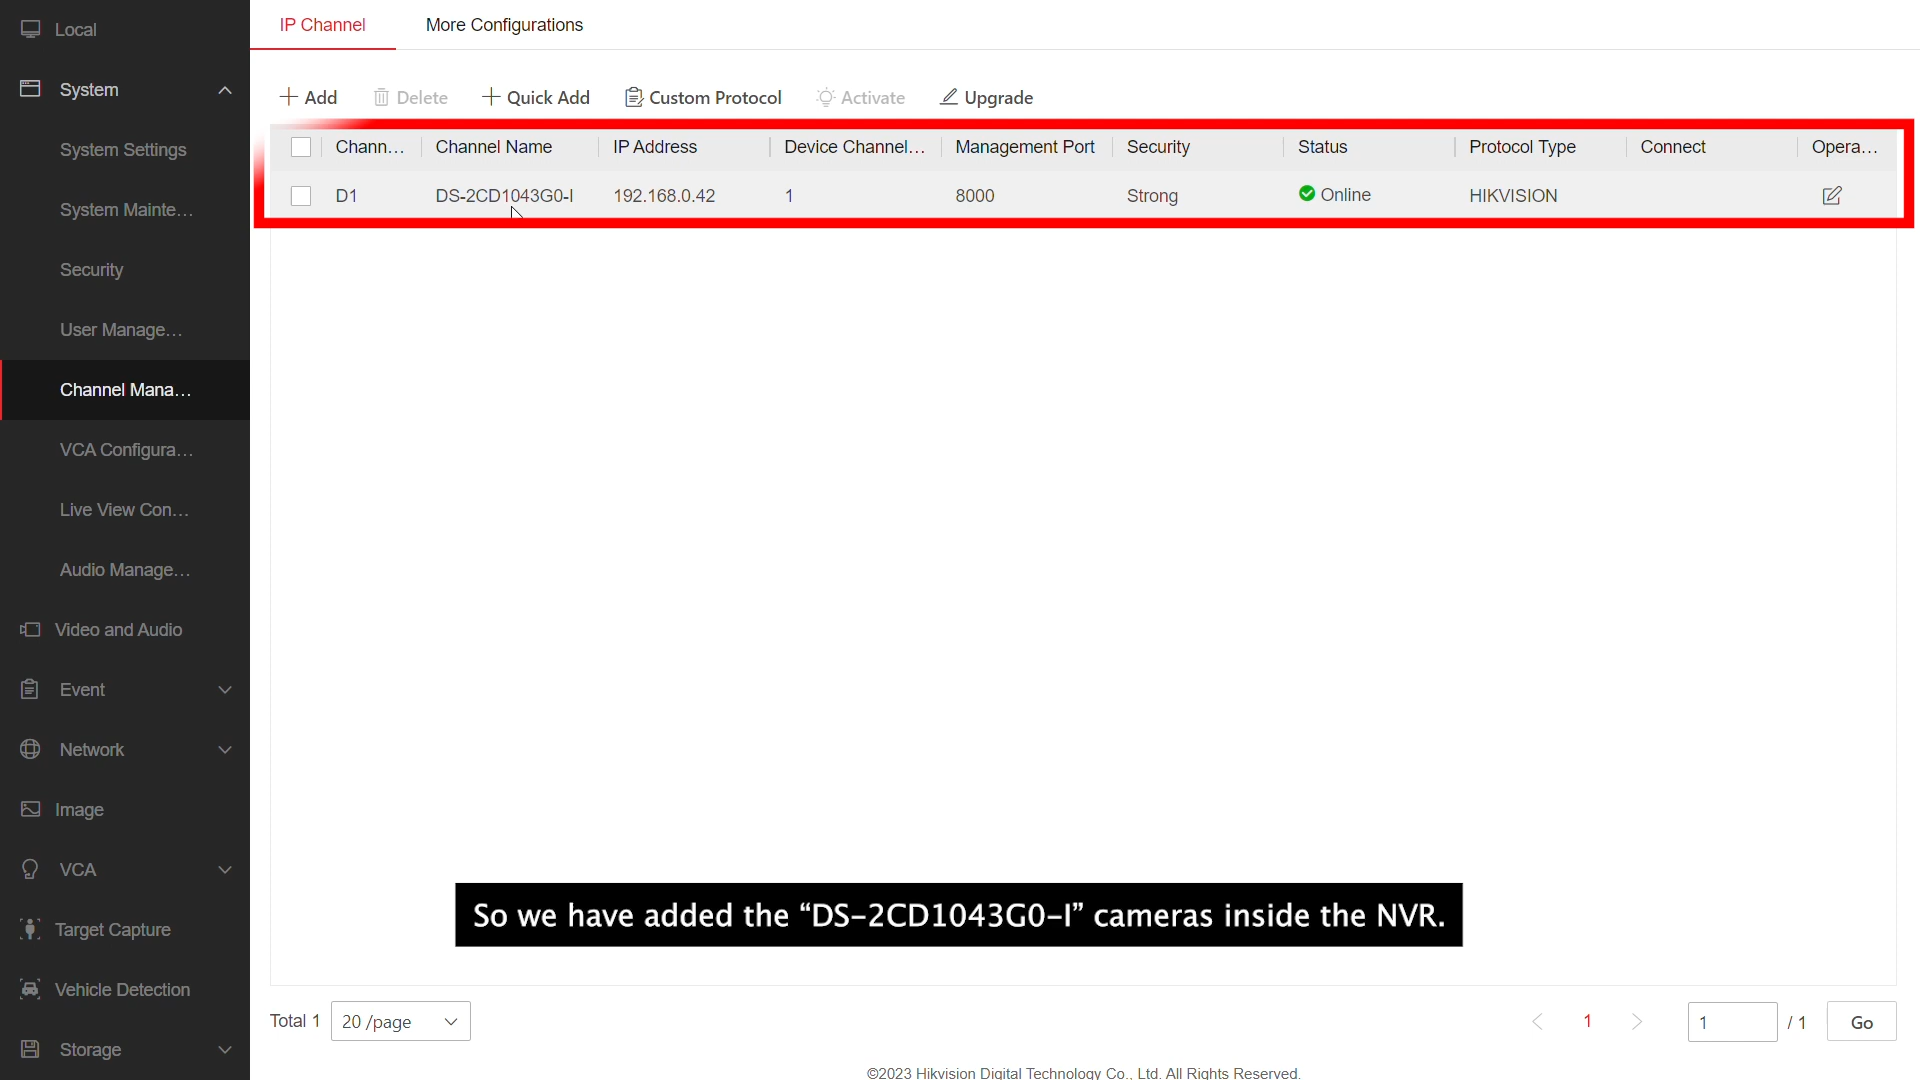 Local
System
System Settings
System Mainte...
Security
User Manage...
Channel Mana...
VCA Configura...
Live View Con...
Audio Manage...
Video and Audio
Event
Network
Image
VCA
Target Capture
Vehicle Detection
Storage
IP Channel More Configurations
Add Delete Quick Add Custom Protocol Activate Upgrade
Chann... Channel Name IP Address Device Channel... Management Port Security Status Protocol Type Connect Opera...
D1 DS-2CD1043G0-I 192.168.0.42 1 8000 Strong Online HIKVISION
So we have added the “DS-2CD1043G0-I” cameras inside the NVR.
Total 1 20 /page 1 1 / 1 Go
©2023 Hikvision Digital Technology Co., Ltd. All Rights Reserved.